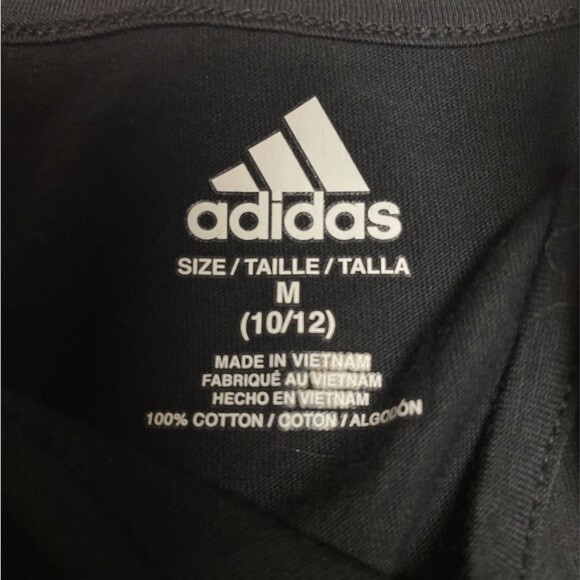 adidas
SIZE / TAILLE / TALLA
M
(10/12)
MADE IN VIETNAM
FABRIQUÉ AU VIETNAM
HECHO EN VIETNAM
100% COTTON / COTON / ALGODÓN